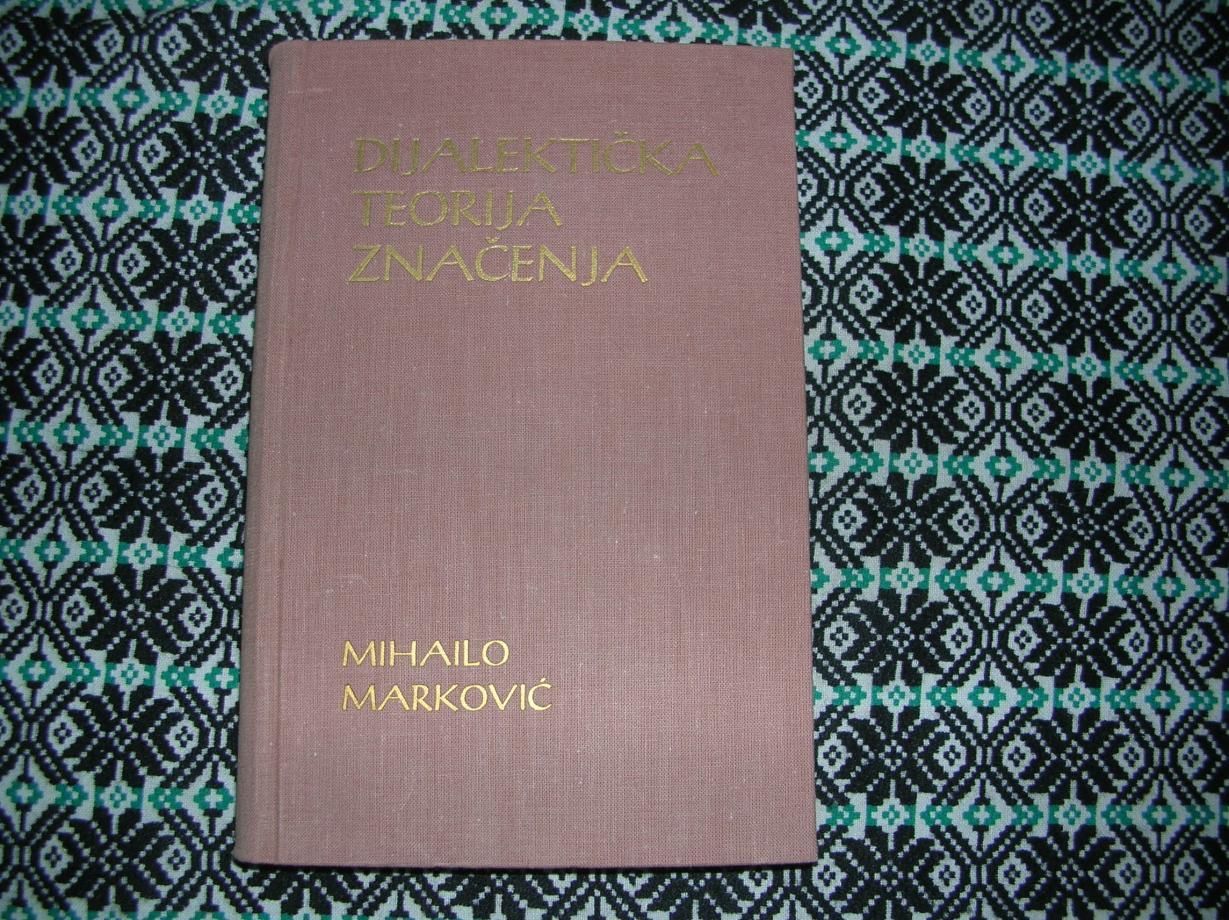 DIJALEKTIČKA
TEORIJA
ZNAČENJA
MIHAILO
MARKOVIĆ